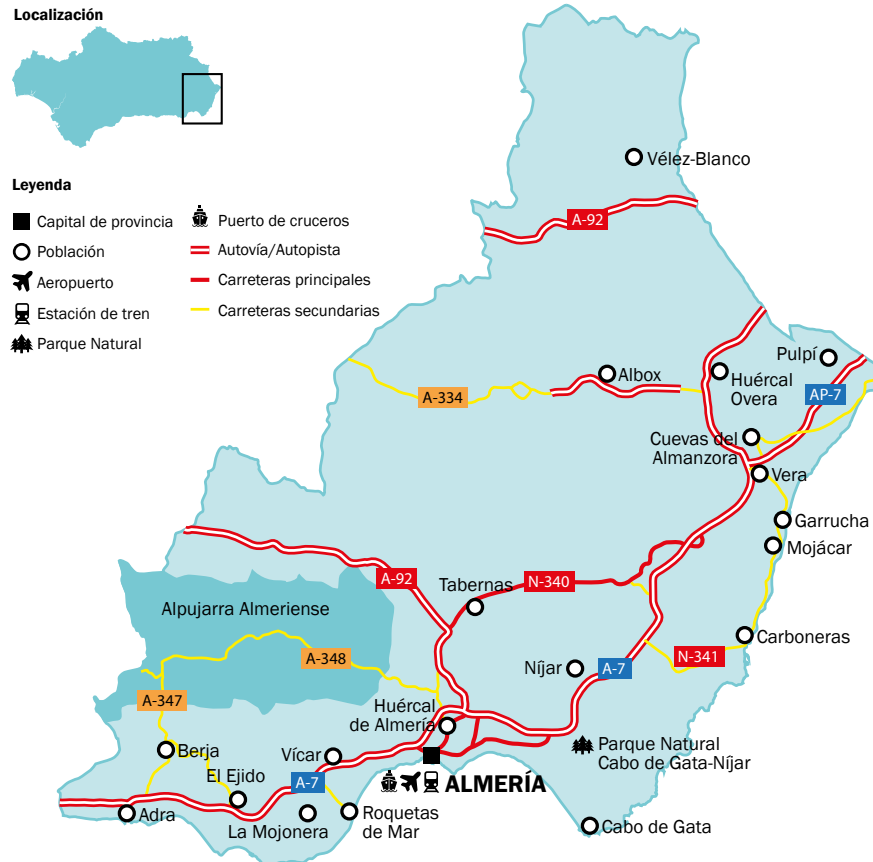 Localización
Leyenda
Capital de provincia
Población
Aeropuerto
Estación de tren
Parque Natural
Puerto de cruceros
Autovía/Autopista
Carreteras principales
Carreteras secundarias
Vélez-Blanco
A-92
Pulpí
Albox
Huércal
Overa
A-334
AP-7
Cuevas del
Almanzora
Vera
Garrucha
Mojácar
A-92
Tabernas
N-340
Alpujarra Almeriense
Carboneras
A-348
N-341
Níjar
A-7
A-347
Huércal
de Almería
Berja
Vícar
Parque Natural
Cabo de Gata-Níjar
El Ejido
A-7
ALMERÍA
Adra
La Mojonera
Roquetas
de Mar
Cabo de Gata